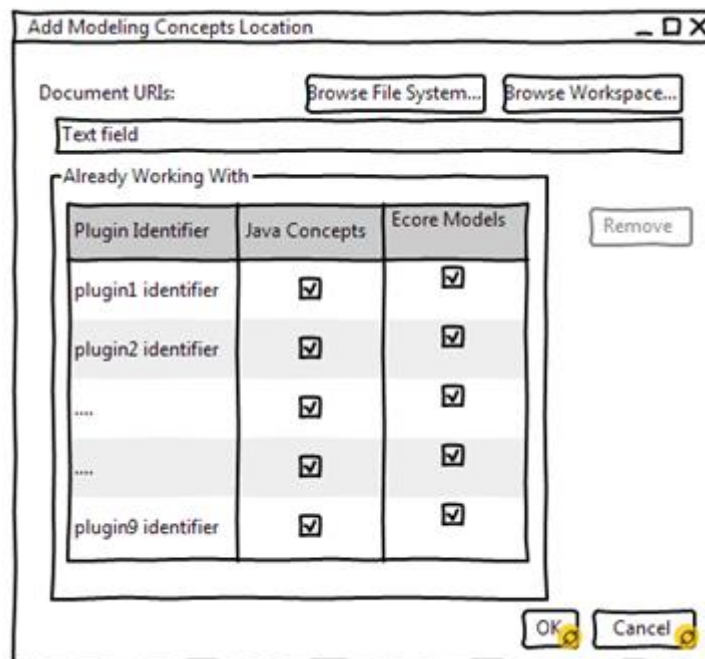 Add Modeling Concepts Location
Document URIs: Browse File System... Browse Workspace...
Text field
Already Working With
Plugin Identifier Java Concepts Ecore Models
Remove
plugin1 identifier
plugin2 identifier
....
....
plugin9 identifier
OK Cancel